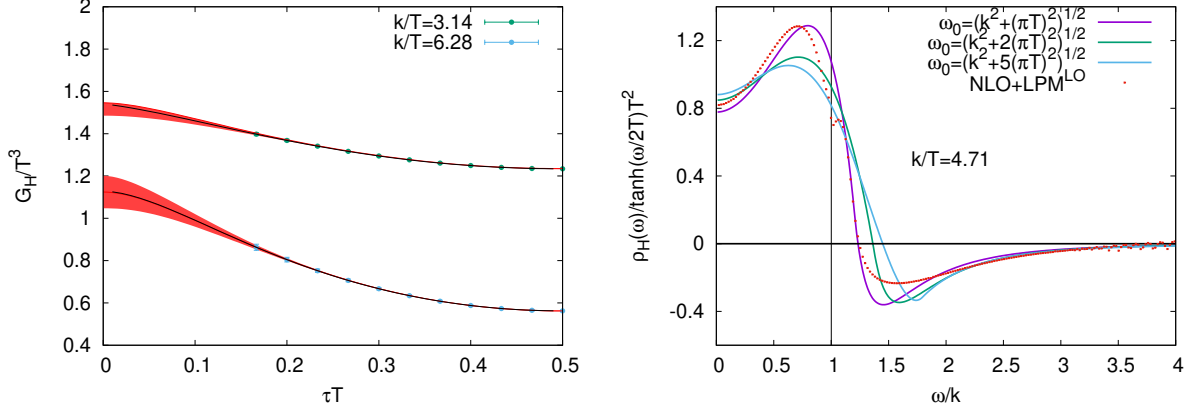 2
1.8
1.6
1.4
1.2
1
0.8
0.6
0.4
G_H/T^3
k/T=3.14
k/T=6.28
0
0.1
0.2
0.3
0.4
0.5
τT
1.2
0.8
0.4
0
-0.4
ρ_H(ω)/tanh(ω/2T)T^2
ω_0=(k^2+(πT)^2)^{1/2}
ω_0=(k^2+2(πT)^2)^{1/2}
ω_0=(k^2+5(πT)^2)^{1/2}
NLO+LPM^{LO}
k/T=4.71
0
0.5
1
1.5
2
2.5
3
3.5
4
ω/k